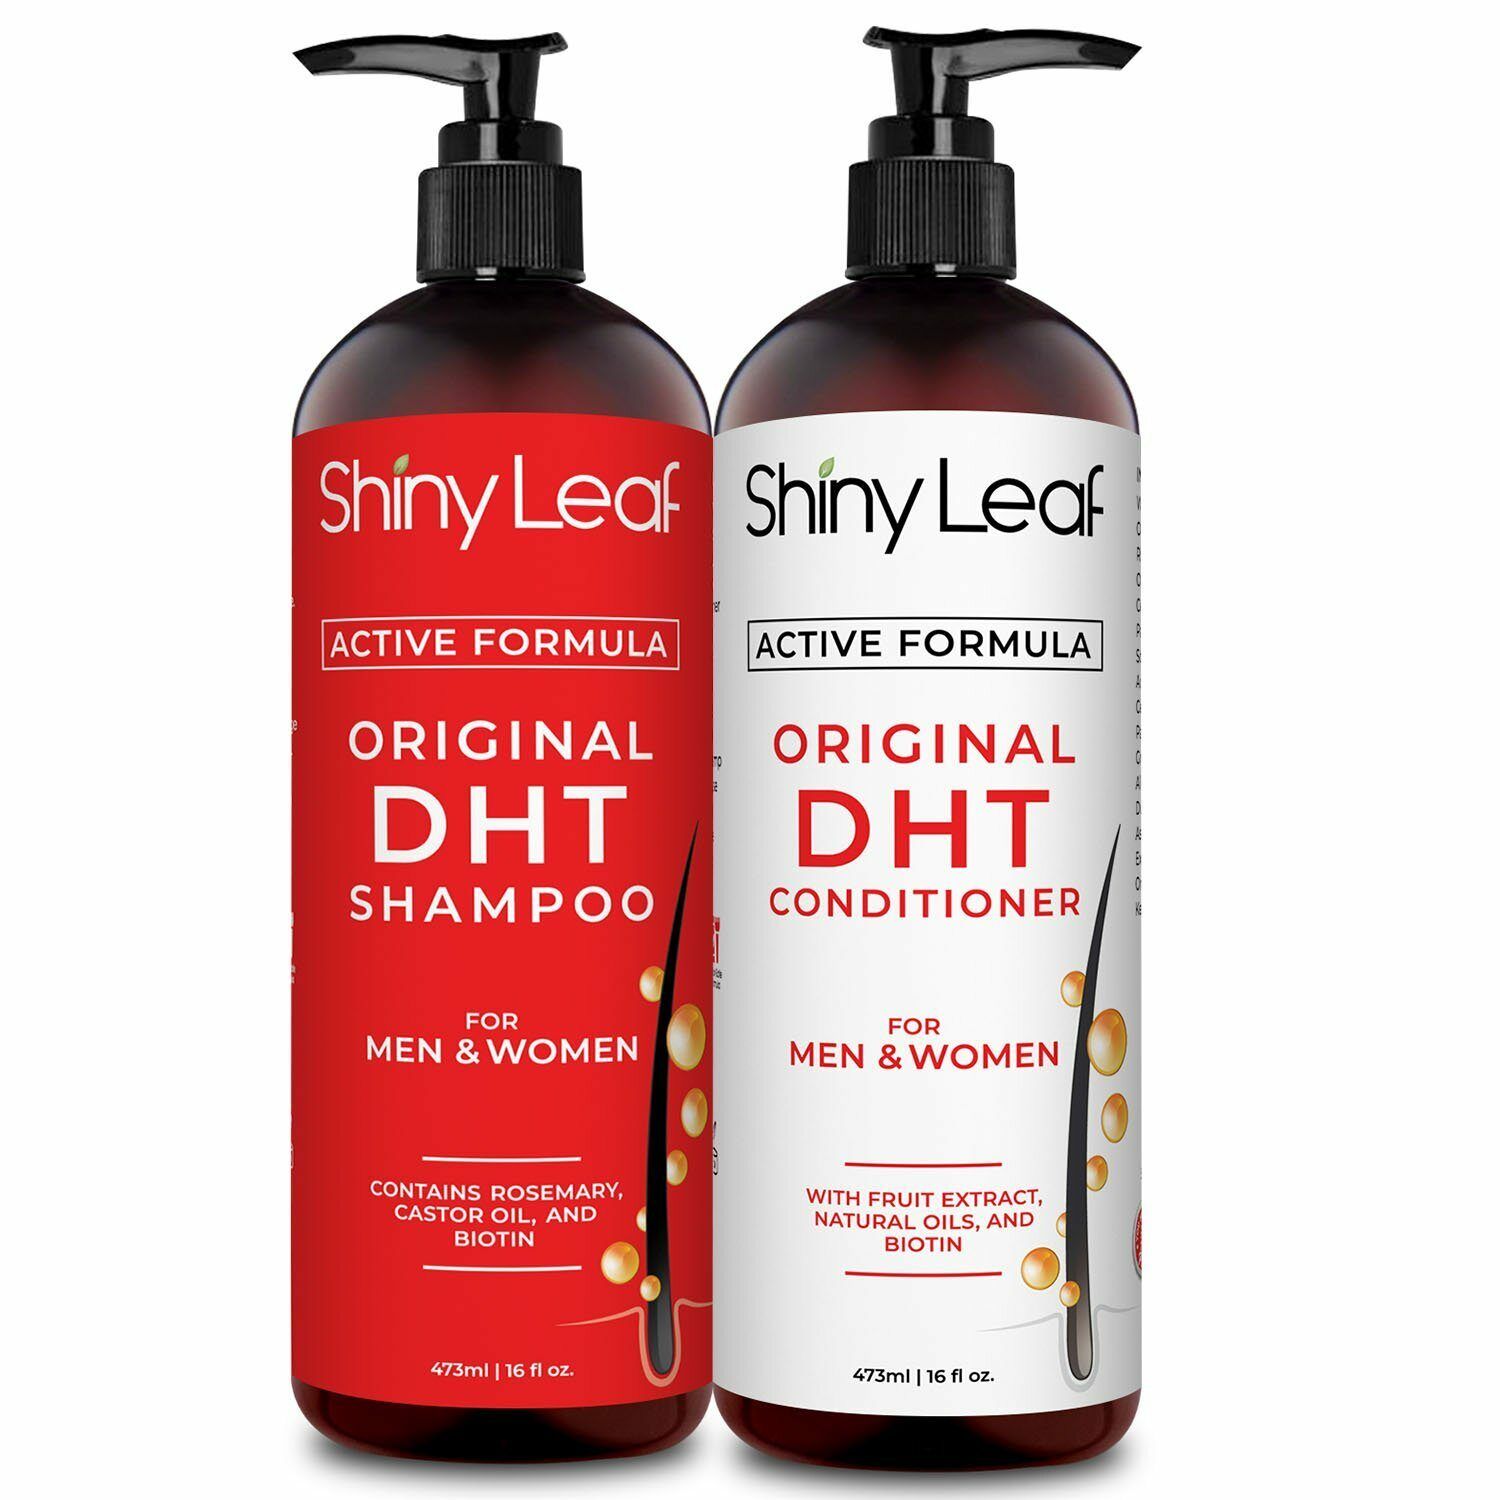 Shiny Leaf
ACTIVE FORMULA
ORIGINAL
DHT
SHAMPOO
FOR
MEN & WOMEN
CONTAINS ROSEMARY,
CASTOR OIL, AND
BIOTIN
473ml | 16 fl oz.
Shiny Leaf
ACTIVE FORMULA
ORIGINAL
DHT
CONDITIONER
FOR
MEN & WOMEN
WITH FRUIT EXTRACT,
NATURAL OILS, AND
BIOTIN
473ml | 16 fl oz.